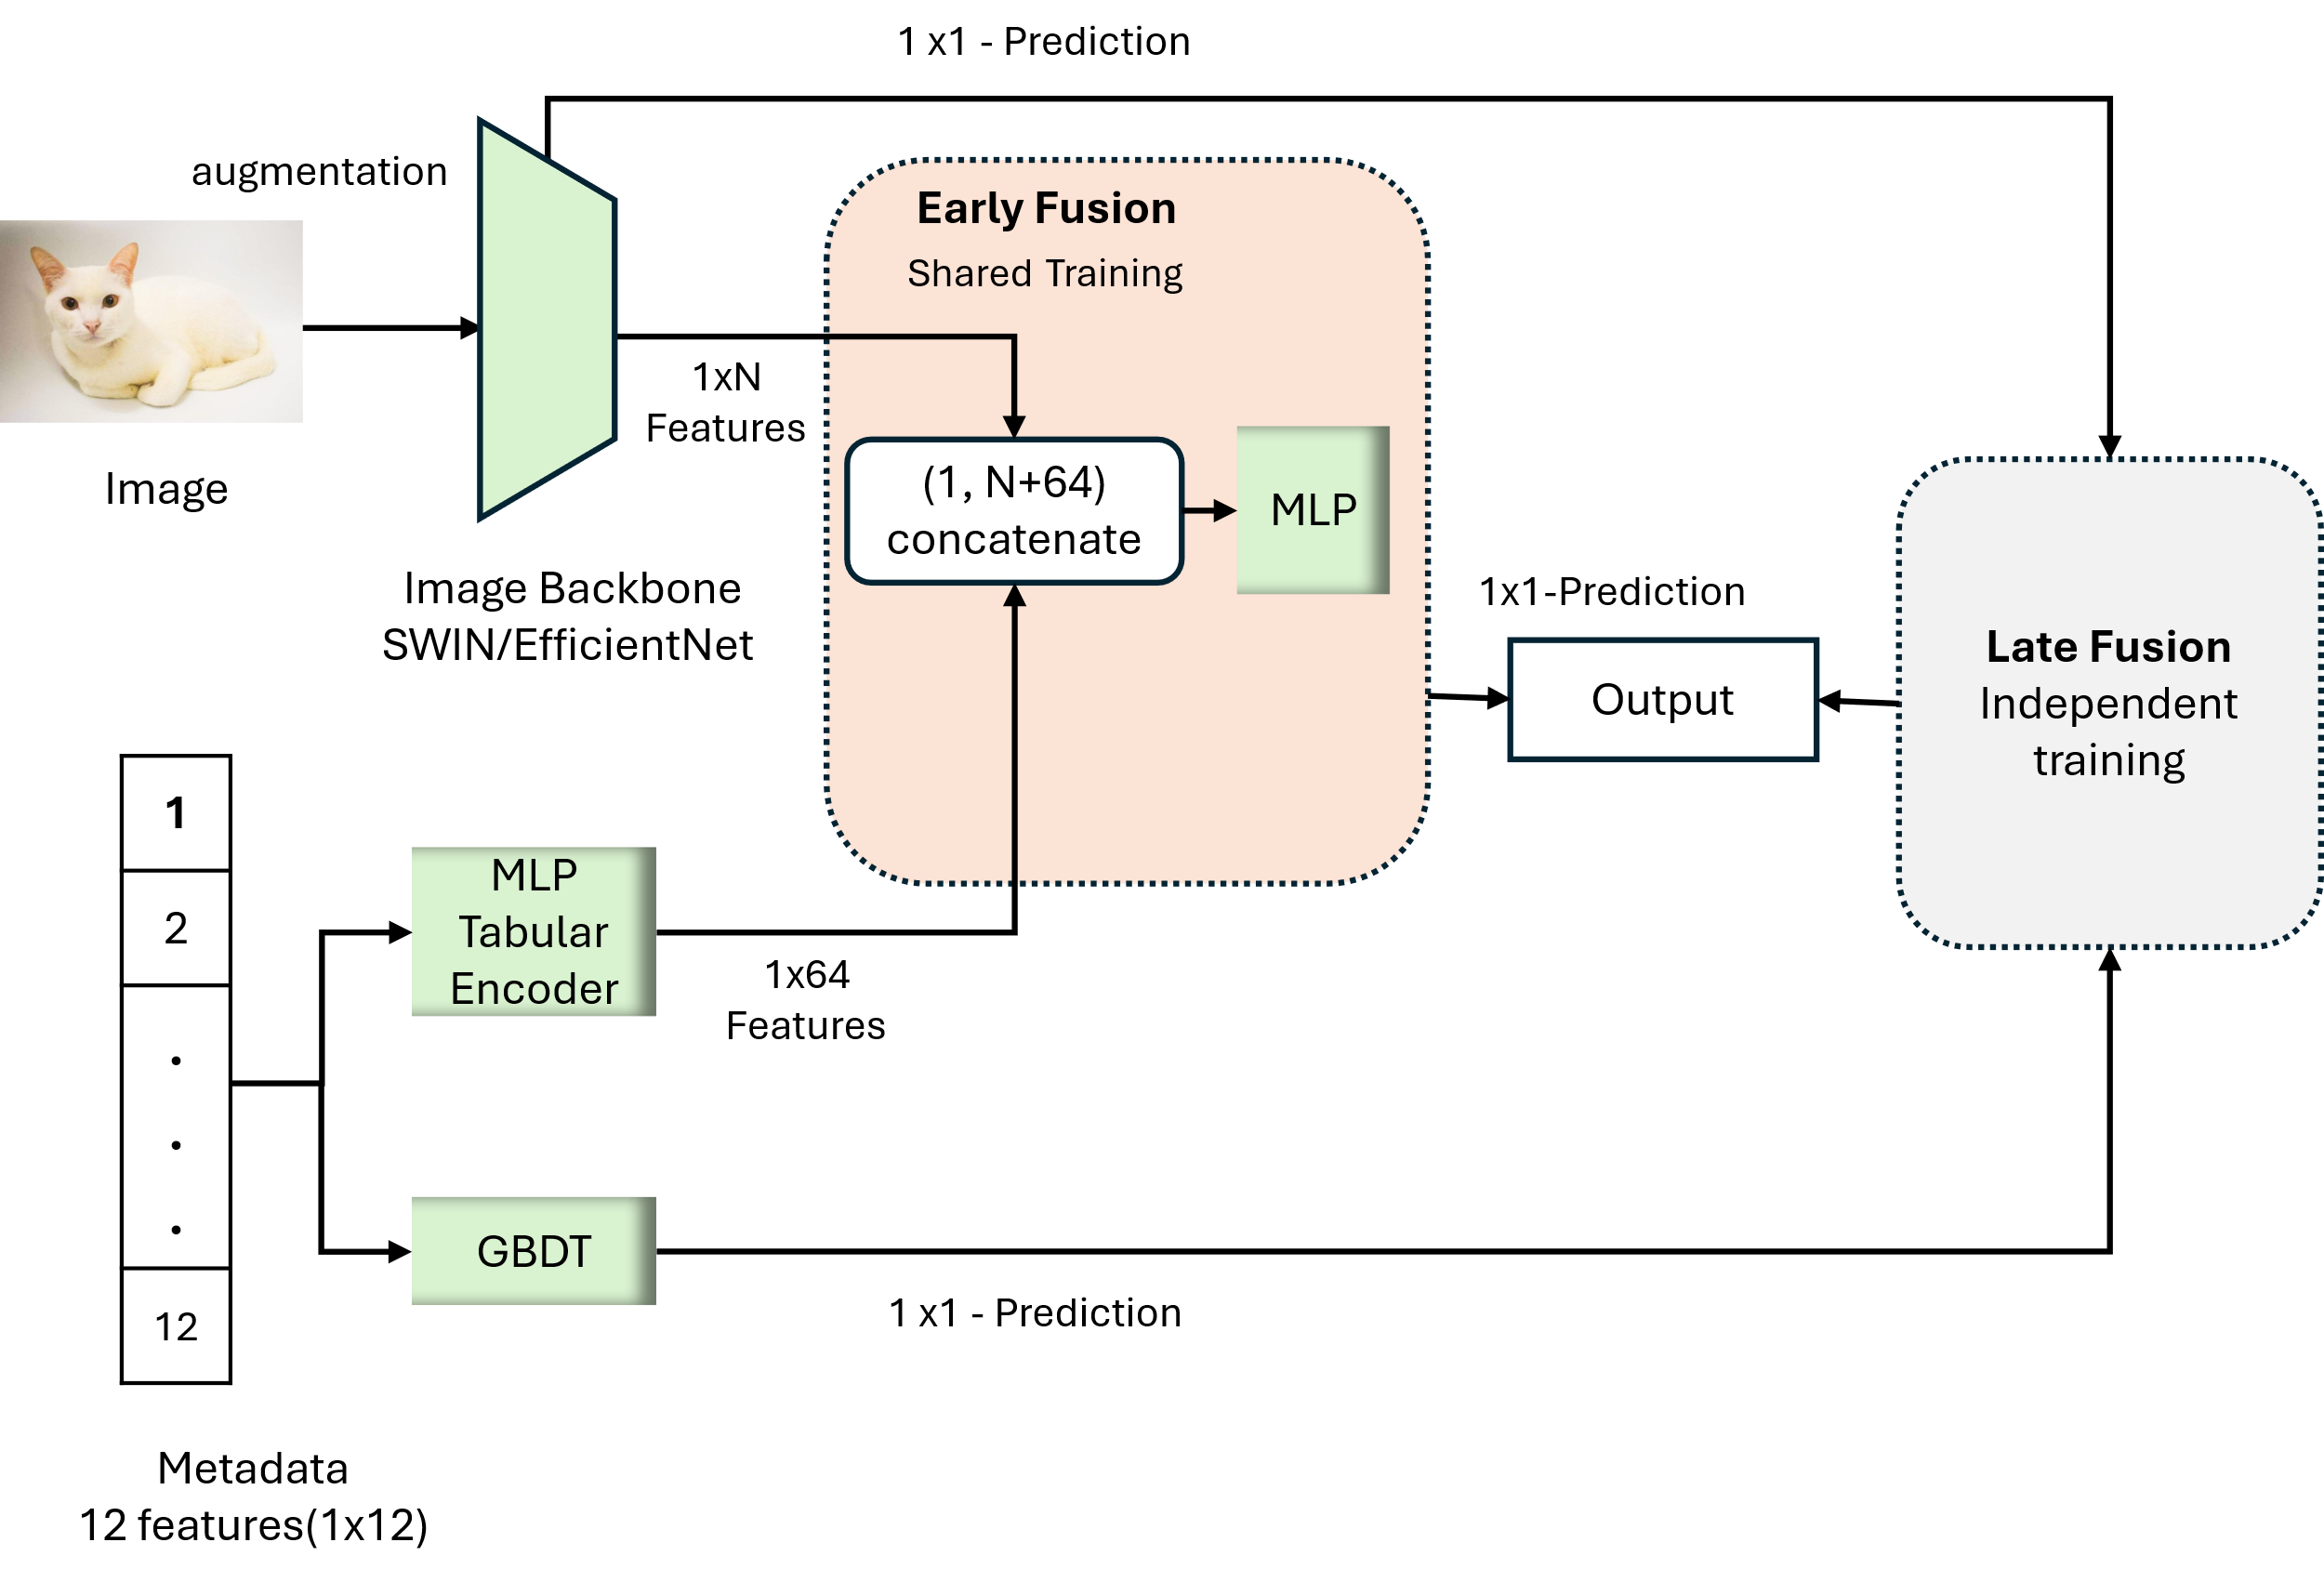 1 x1 - Prediction
augmentation
Early Fusion
Shared Training
1xN
Features
Image
(1, N+64)
concatenate
MLP
Image Backbone
SWIN/EfficientNet
1x1-Prediction
Output
Late Fusion
Independent
training
1
2
.
.
.
12
MLP
Tabular
Encoder
1x64
Features
GBDT
1 x1 - Prediction
Metadata
12 features(1x12)